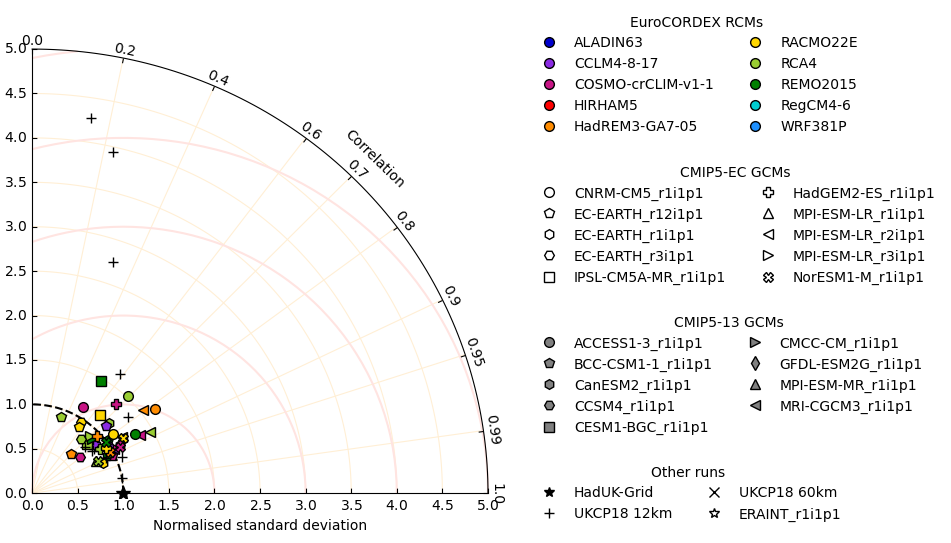 EuroCORDEX RCMs
ALADIN63
CCLM4-8-17
COSMO-crCLIM-v1-1
HIRHAM5
HadREM3-GA7-05
RACMO22E
RCA4
REMO2015
RegCM4-6
WRF381P
CMIP5-EC GCMs
CNRM-CM5_r1i1p1
EC-EARTH_r12i1p1
EC-EARTH_r1i1p1
EC-EARTH_r3i1p1
IPSL-CM5A-MR_r1i1p1
HadGEM2-ES_r1i1p1
MPI-ESM-LR_r1i1p1
MPI-ESM-LR_r2i1p1
MPI-ESM-LR_r3i1p1
NorESM1-M_r1i1p1
CMIP5-13 GCMs
ACCESS1-3_r1i1p1
BCC-CSM1-1_r1i1p1
CanESM2_r1i1p1
CCSM4_r1i1p1
CESM1-BGC_r1i1p1
CMCC-CM_r1i1p1
GFDL-ESM2G_r1i1p1
MPI-ESM-MR_r1i1p1
MRI-CGCM3_r1i1p1
Other runs
HadUK-Grid
UKCP18 12km
UKCP18 60km
ERAINT_r1i1p1
0.0
0.2
0.4
0.6
0.7
0.8
0.9
0.95
0.99
1.0
Correlation
5.0
4.5
4.0
3.5
3.0
2.5
2.0
1.5
1.0
0.5
0.0
0.0 0.5 1.0 1.5 2.0 2.5 3.0 3.5 4.0 4.5 5.0
Normalised standard deviation